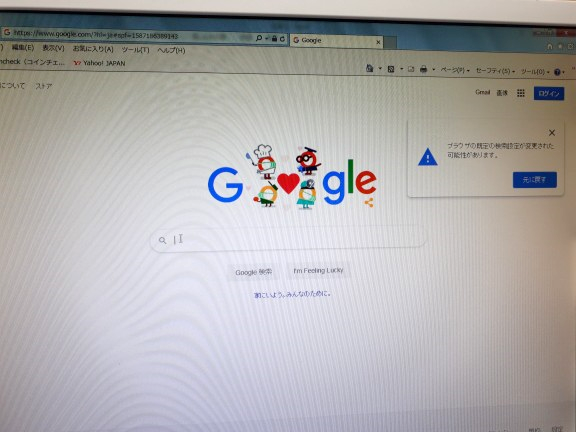 https://www.google.com/?hl=ja#spf=1587186389193
Google
編集(E) 表示(V) お気に入り(A) ツール(T) ヘルプ(H)
ncheck（コインチェ... Yahoo! JAPAN
ページ(P) セーフティ(S) ツール(O)
について ストア
Gmail 画像 ログイン
ブラウザの既定の検索設定が変更された
可能性があります。
元に戻す
Google
Google 検索 I'm Feeling Lucky
家にいよう。みんなのために。
規約 設定